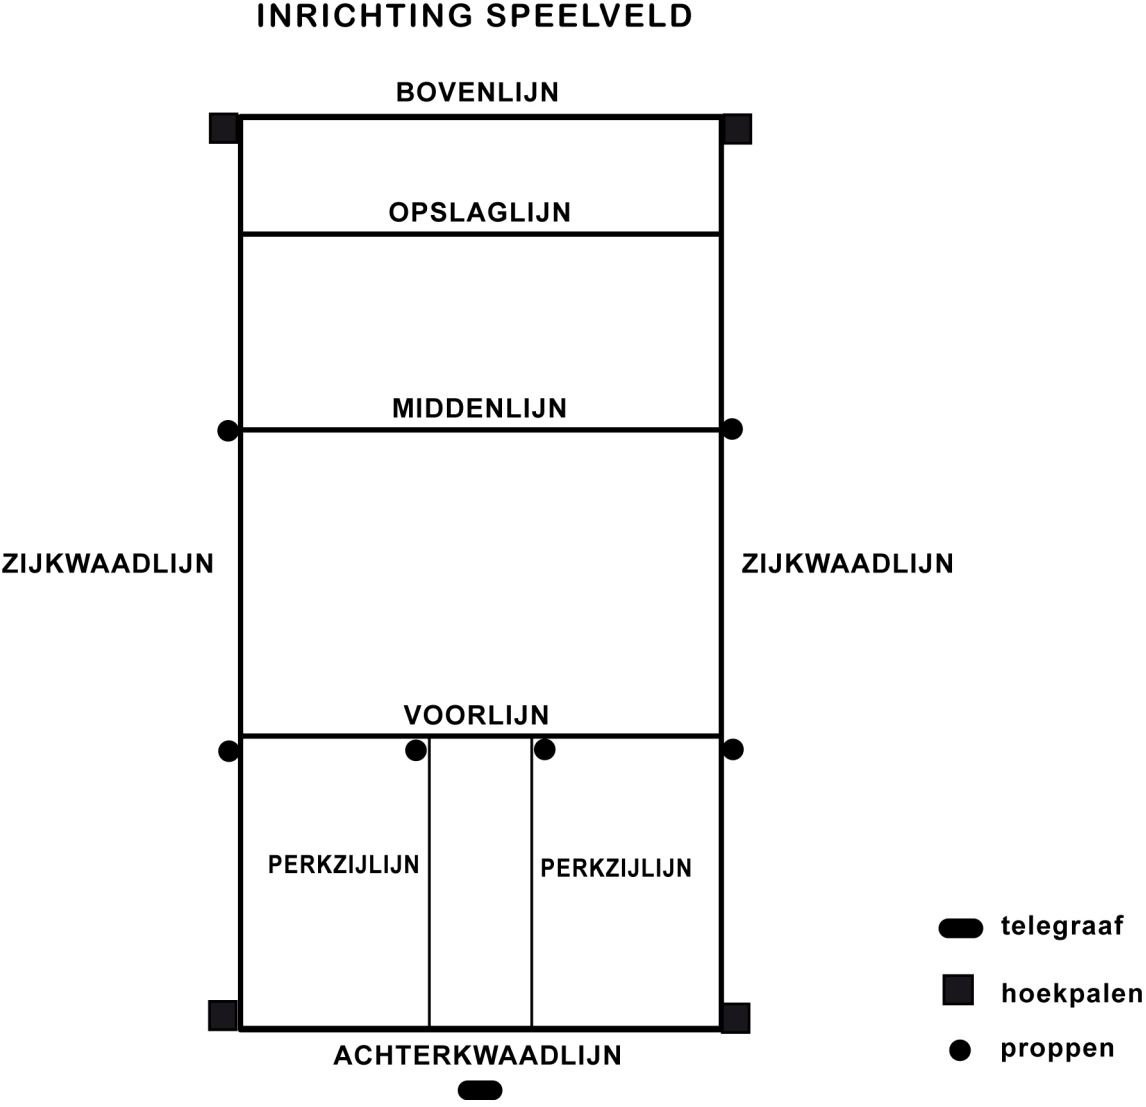 INRICHTING SPEELVELD
BOVENLIJN
OPSLAGLIJN
MIDDENLIJN
ZIJKWAADLIJN
ZIJKWAADLIJN
VOORLIJN
PERKZIJLIJN
PERKZIJLIJN
telegraaf
hoekpalen
proppen
ACHTERKWAADLIJN